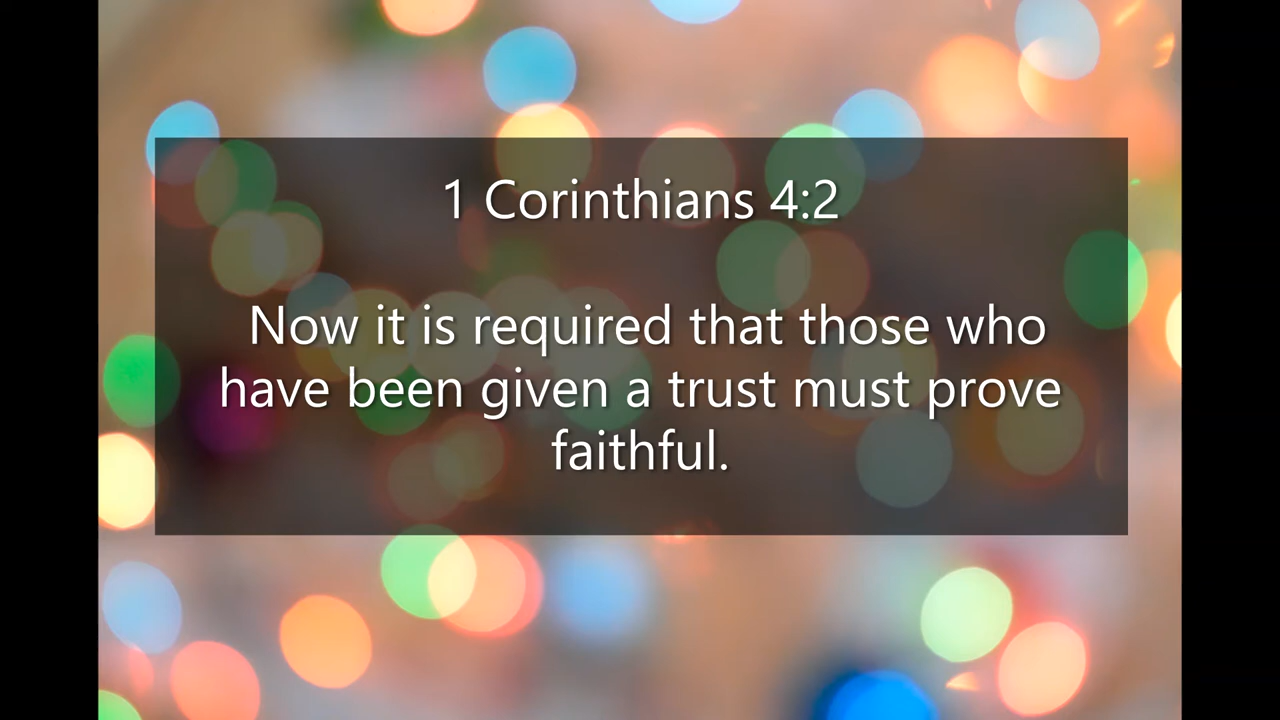 1 Corinthians 4:2
Now it is required that those who
have been given a trust must prove
faithful.